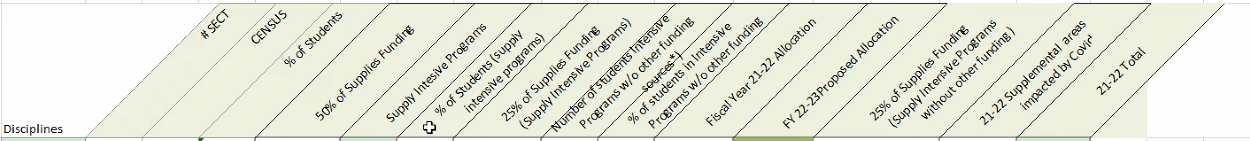 Disciplines
# SECT
CENSUS
% of Students
50% of Supplies Funding
Supply Intesive Programs
% of Students (supply
intensive programs)
25% of Supplies Funding
(Supply Intensive Programs)
Number of students Intensive
Programs w/o other funding
sources*)
% of students in Intensive
Programs w/o other funding
Fiscal Year 21-22 Allocation
FY 22-23Proposed Allocation
25% of Supplies Funding
(Supply Intensive Programs
without other funding)
21-22 Supplemental areas
impacted by Covid
21-22 Total